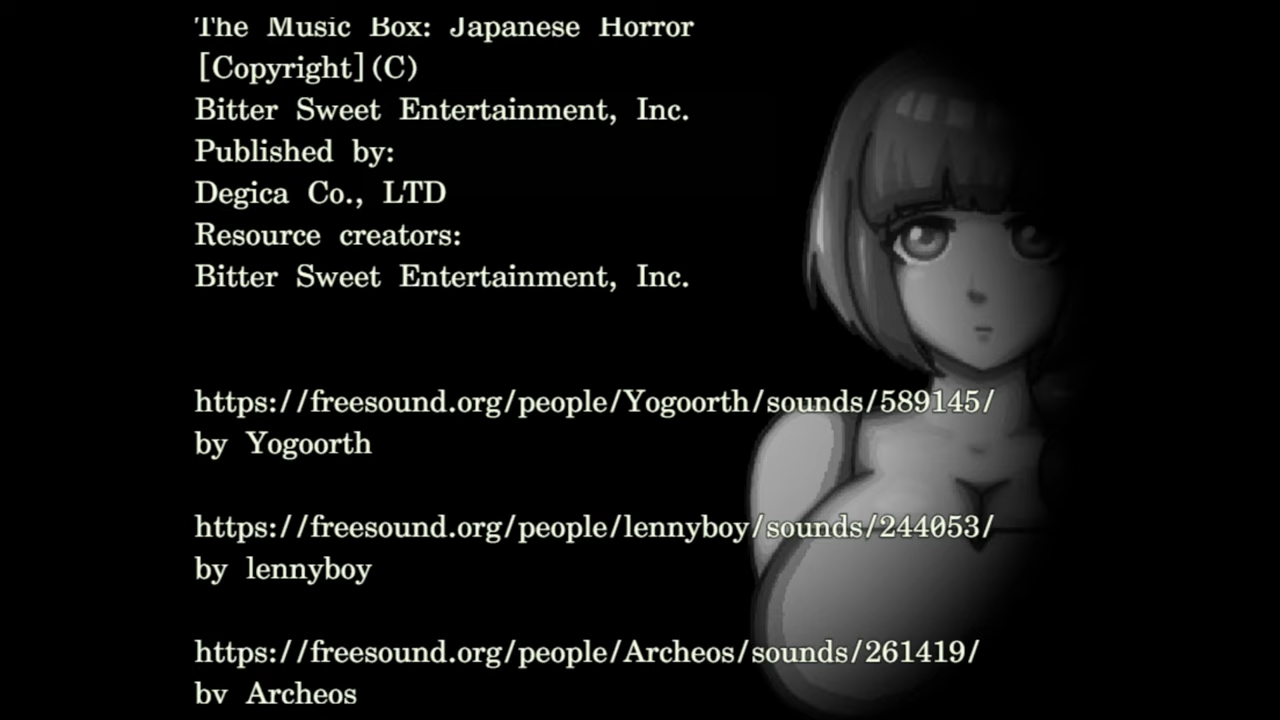 The Music Box: Japanese Horror
[Copyright](C)
Bitter Sweet Entertainment, Inc.
Published by:
Degica Co., LTD
Resource creators:
Bitter Sweet Entertainment, Inc.
https://freesound.org/people/Yogoorth/sounds/589145/
by Yogoorth
https://freesound.org/people/lennyboy/sounds/244053/
by lennyboy
https://freesound.org/people/Archeos/sounds/261419/
by Archeos